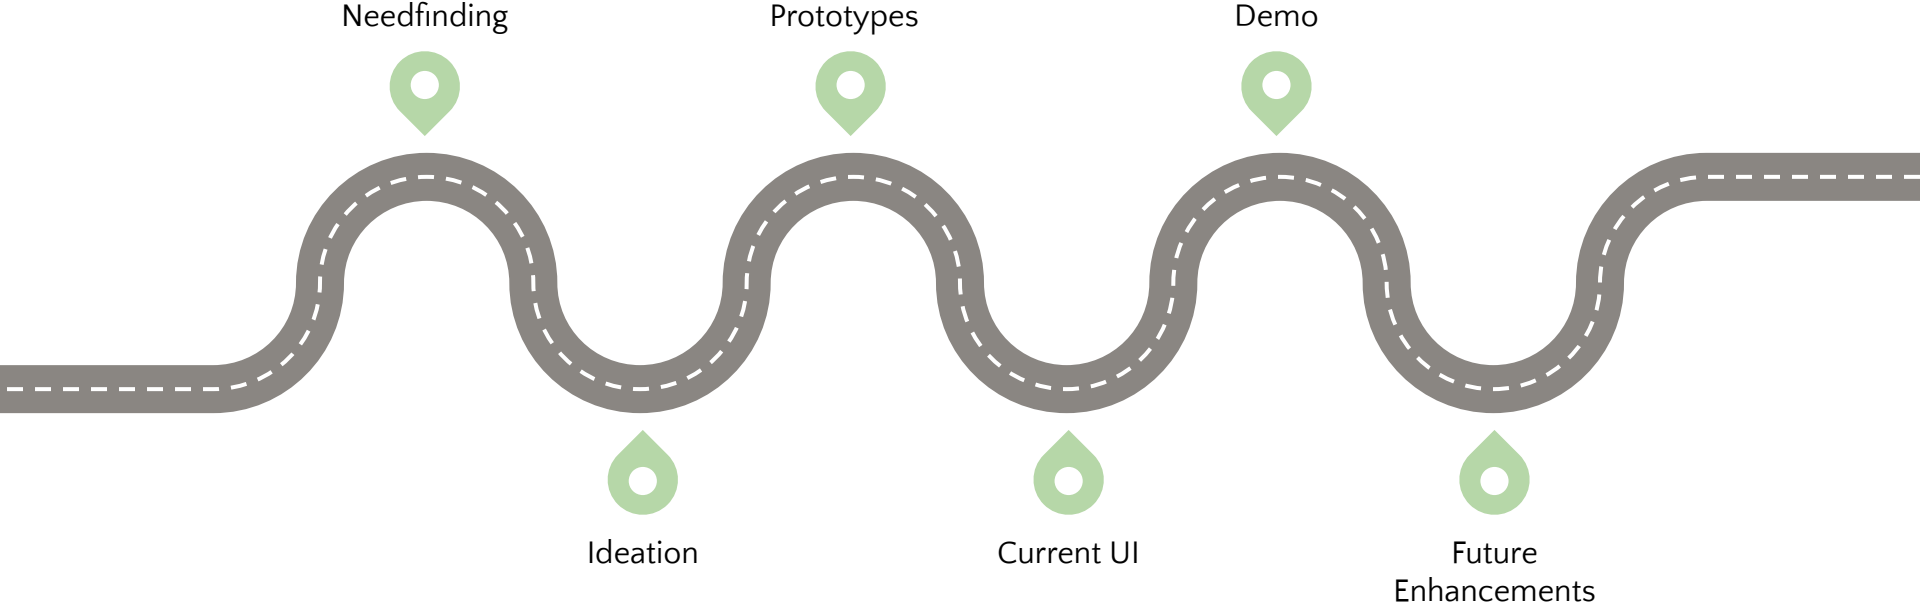 Needfinding
Prototypes
Demo
Ideation
Current UI
Future
Enhancements